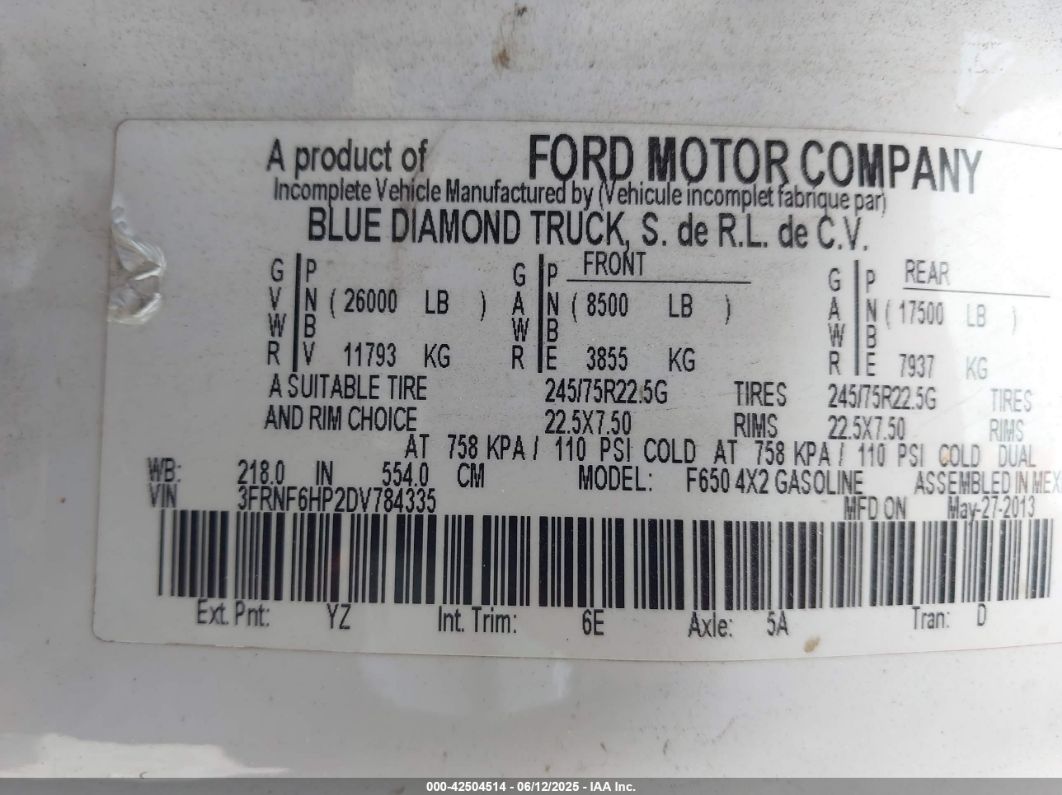 A product of FORD MOTOR COMPANY
Incomplete Vehicle Manufactured by (Vehicule incomplet fabrique par)
BLUE DIAMOND TRUCK, S. de R.L. de C.V.
G P G P FRONT G P REAR
V N ( 26000 LB ) A N ( 8500 LB ) A N ( 17500 LB )
W B W B W B
R V 11793 KG R E 3855 KG R E 7937 KG
A SUITABLE TIRE 245/75R22.5G TIRES 245/75R22.5G TIRES
AND RIM CHOICE 22.5X7.50 RIMS 22.5X7.50 RIMS
AT 758 KPA / 110 PSI COLD AT 758 KPA / 110 PSI COLD DUAL
WB: 218.0 IN 554.0 CM MODEL: F650 4X2 GASOLINE ASSEMBLED IN MEX
VIN 3FRNF6HP2DV784335 MFD ON May-27-2013
Ext. Pnt: YZ Int. Trim: 6E Axle: 5A Tran: D
000-42504514 - 06/12/2025 - IAA Inc.